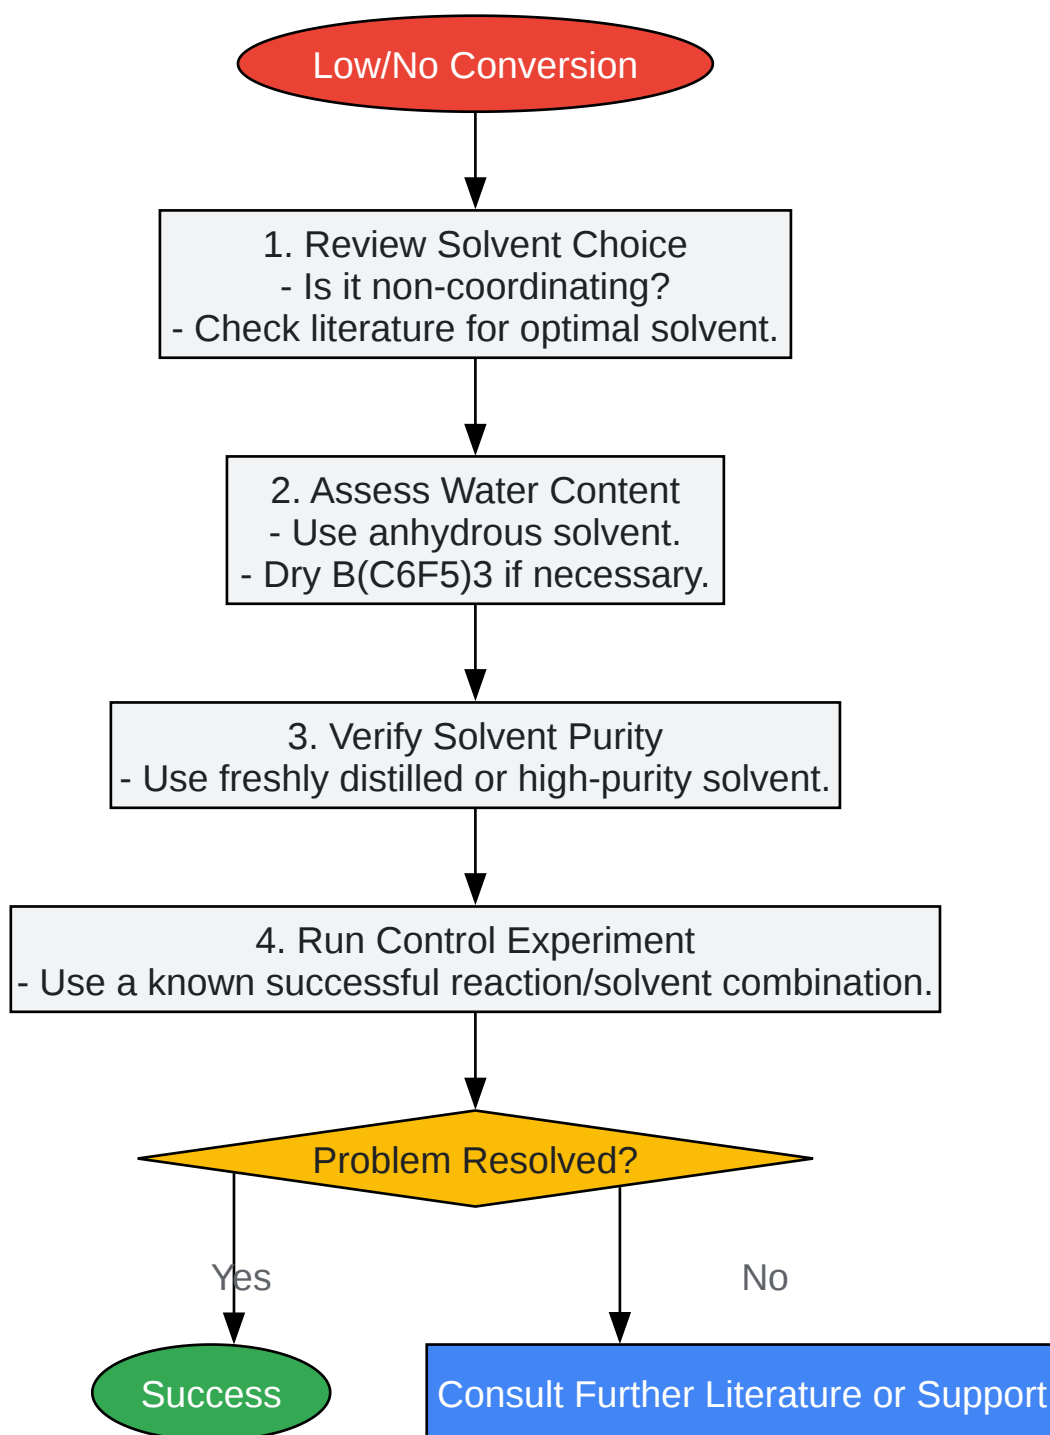 Low/No Conversion
1. Review Solvent Choice
- Is it non-coordinating?
- Check literature for optimal solvent.
2. Assess Water Content
- Use anhydrous solvent.
- Dry B(C6F5)3 if necessary.
3. Verify Solvent Purity
- Use freshly distilled or high-purity solvent.
4. Run Control Experiment
- Use a known successful reaction/solvent combination.
Problem Resolved?
Yes
No
Success
Consult Further Literature or Support